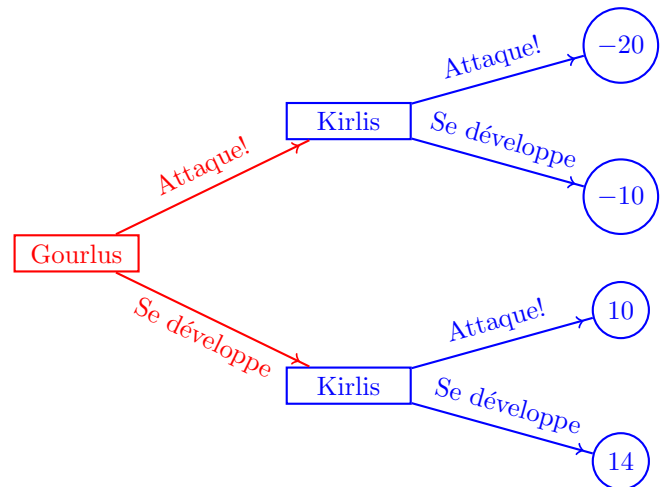 Attaque!
−20
Kirlis
Se développe
−10
Attaque!
Gourlus
Se développe
Attaque!
10
Kirlis
Se développe
14